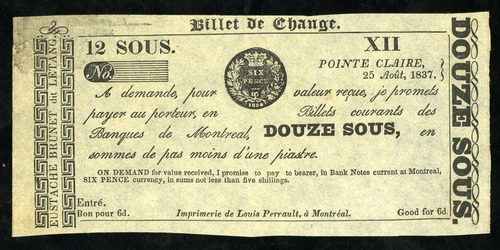 Billet de Change.
12 SOUS.
XII
No.
SIX
PENCE
1836
POINTE CLAIRE,
25 Août, 1837.
A demande, pour valeur reçue, je promets
payer au porteur, en Billets courants des
Banques de Montreal, DOUZE SOUS, en
sommes de pas moins d'une piastre.
ON DEMAND for value received, I promise to pay to bearer, in Bank Notes current at Montreal,
SIX PENCE currency, in sums not less than five shillings.
Entré.
Bon pour 6d.
Imprimerie de Louis Perrault, à Montréal.
Good for 6d.
EUSTACHE BRUNET dit LETANG.
DOUZE SOUS.